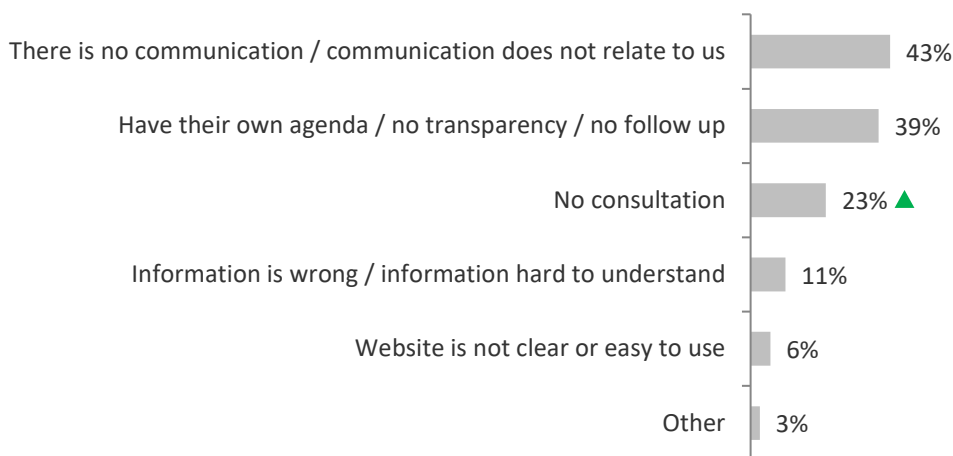 There is no communication / communication does not relate to us 43%
Have their own agenda / no transparency / no follow up 39%
No consultation 23%
Information is wrong / information hard to understand 11%
Website is not clear or easy to use 6%
Other 3%